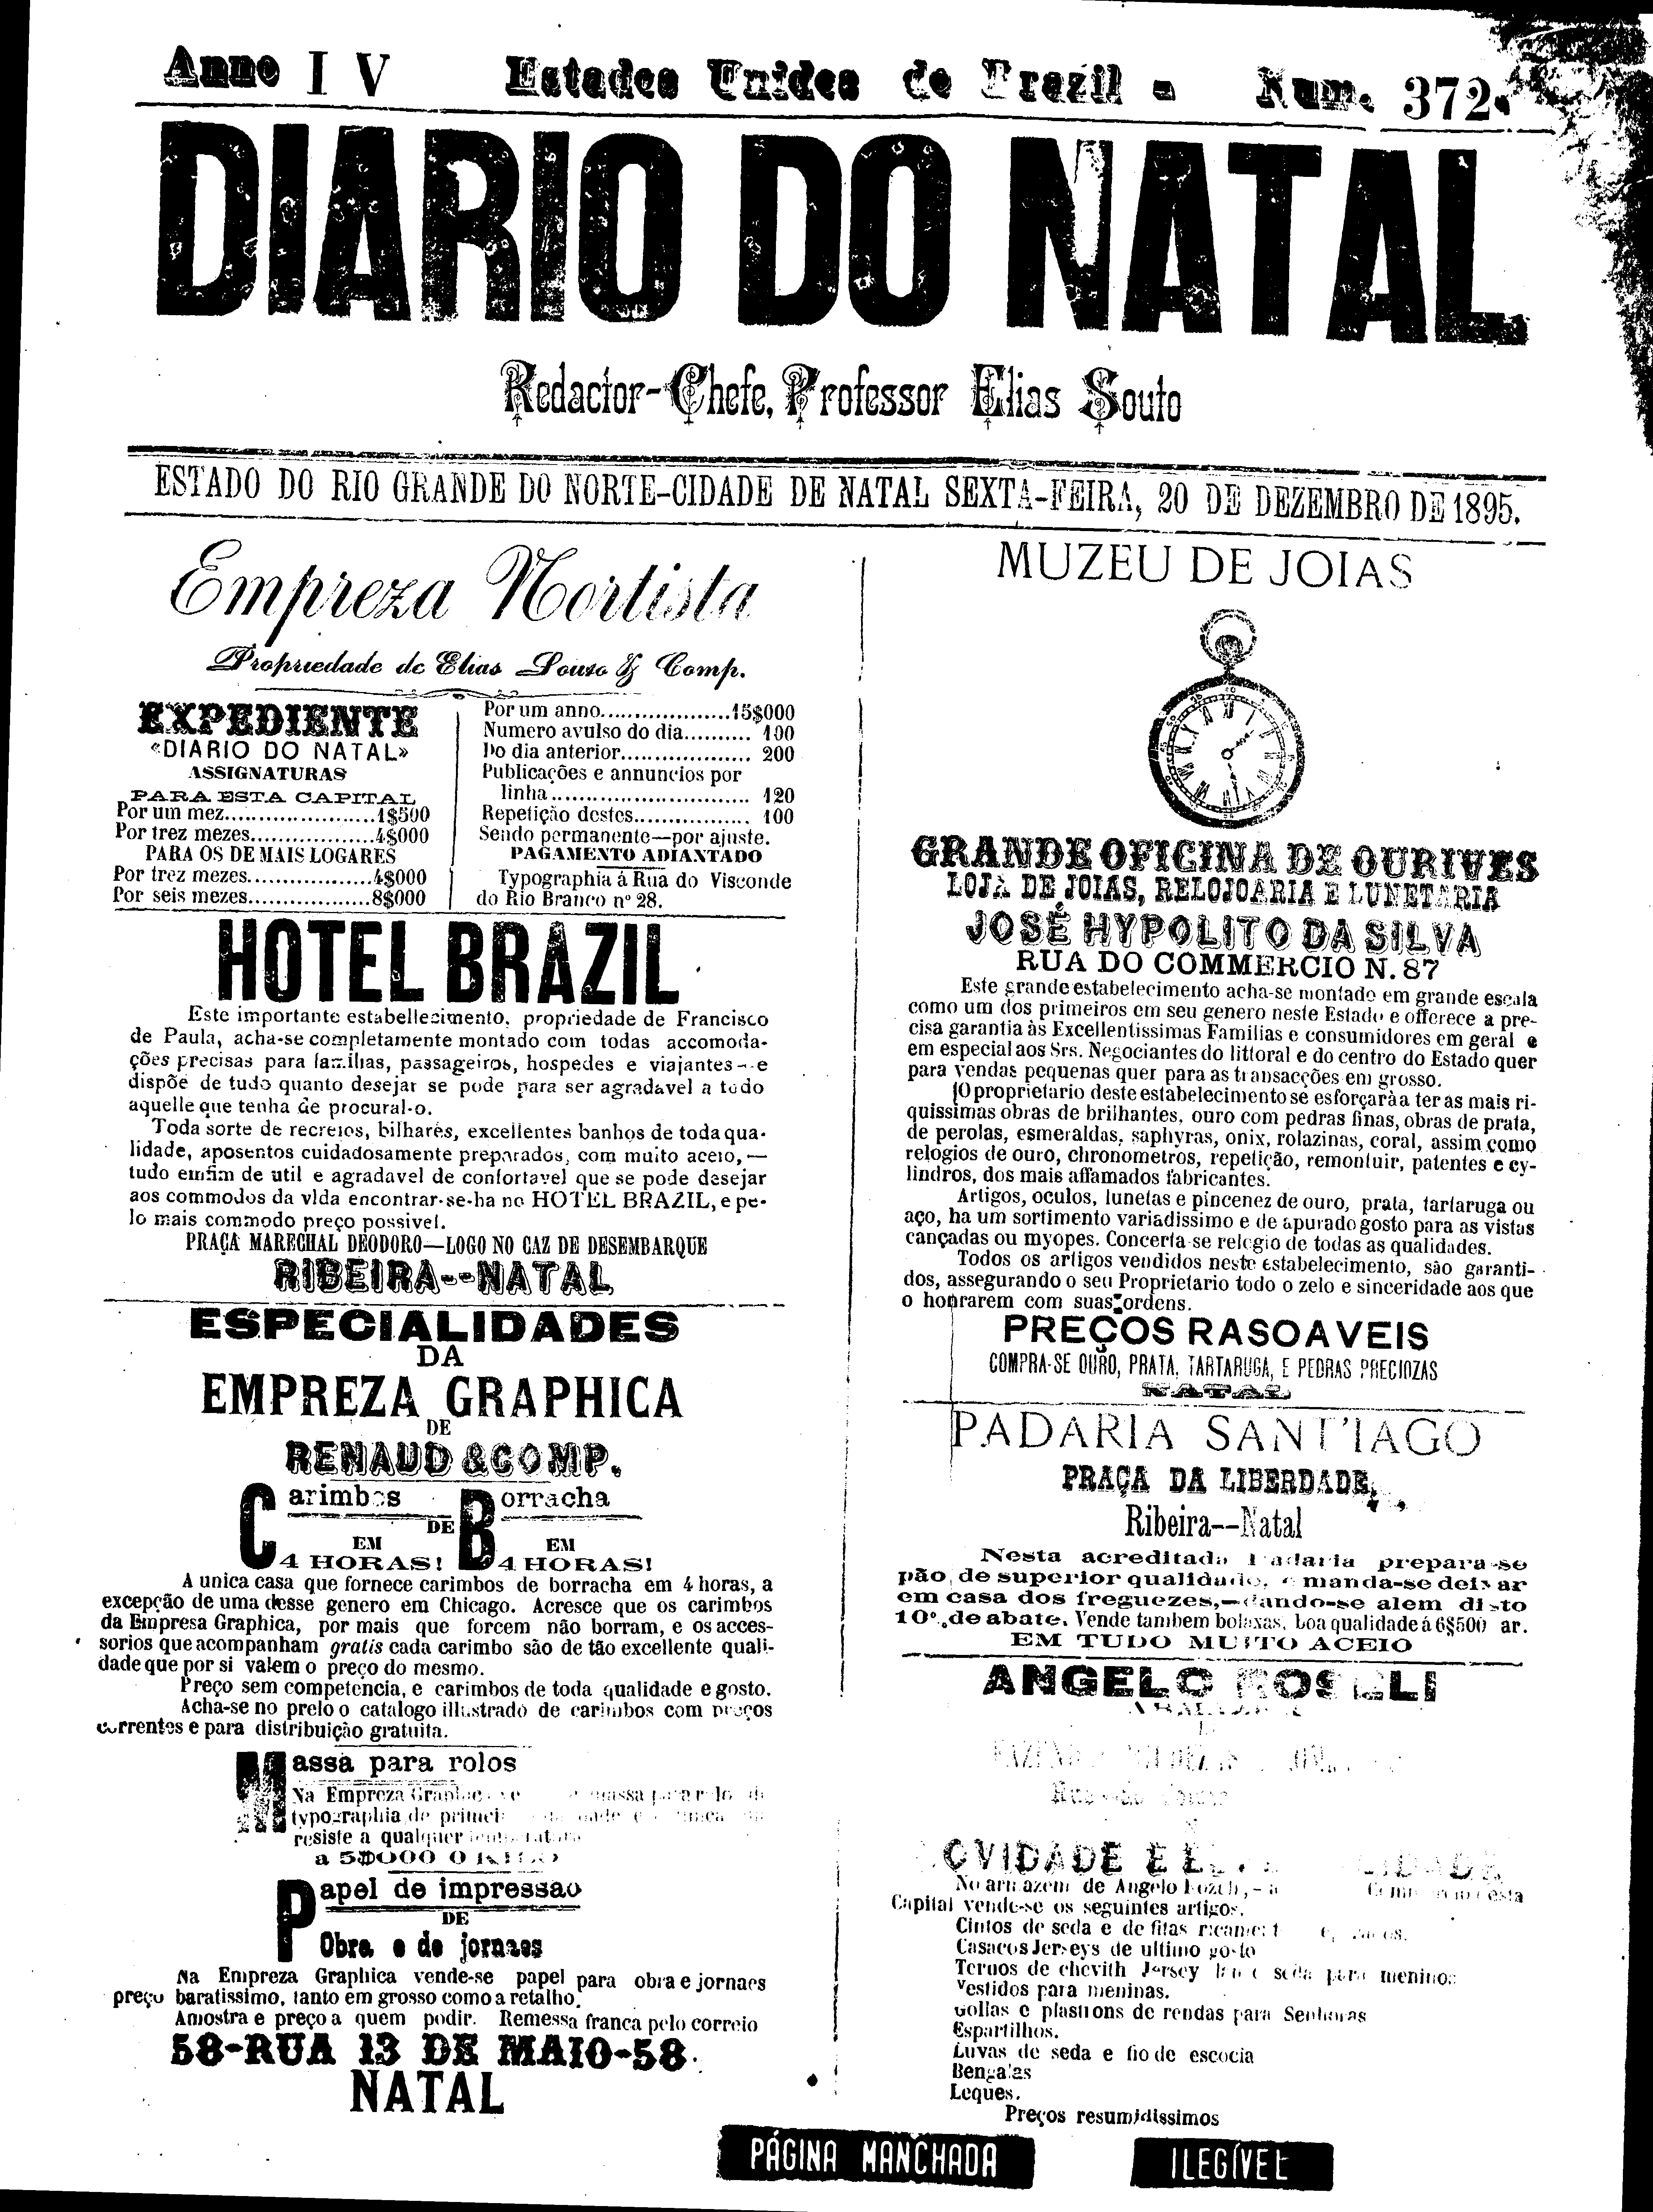 Anno IV Estados Unidos do Brazil Num. 372.
DIARIO DO NATAL
Redactor-Chefe, Professor Elias Souto
ESTADO DO RIO GRANDE DO NORTE-CIDADE DE NATAL SEXTA-FEIRA, 20 DE DEZEMBRO DE 1895.
Empreza Nortista
Propriedade de Elias Souto & Comp.
EXPEDIENTE
«DIARIO DO NATAL»
ASSIGNATURAS
PARA ESTA CAPITAL
Por um mez......................1$500
Por trez mezes..................4$000
PARA OS DE MAIS LOGARES
Por trez mezes..................4$000
Por seis mezes..................8$000
Por um anno...................15$000
Numero avulso do dia.......... 100
Do dia anterior................... 200
Publicações e annuncios por
linha............................. 120
Repetição destes................. 100
Sendo permanente—por ajuste.
PAGAMENTO ADIANTADO
Typographia á Rua do Visconde
do Rio Branco nº 28.
HOTEL BRAZIL
Este importante estabellecimento, propriedade de Francisco
de Paula, acha-se completamente montado com todas accomoda-
ções precisas para familias, passageiros, hospedes e viajantes--e
dispõe de tudo quanto desejar se pode para ser agradavel a todo
aquelle que tenha de procural-o.
Toda sorte de recreios, bilhares, excellentes banhos de toda qua-
lidade, aposentos cuidadosamente preparados, com muito aceio,—
tudo emfim de util e agradavel de confortavel que se pode desejar
aos commodos da vida encontrar-se-ha no HOTEL BRAZIL, e pe-
lo mais commodo preço possivel.
PRAÇA MARECHAL DEODORO—LOGO NO CAZ DE DESEMBARQUE
RIBEIRA--NATAL
ESPECIALIDADES
DA
EMPREZA GRAPHICA
DE
RENAUD & COMP.
Carimbos DE Borracha
EM EM
4 HORAS! 4 HORAS!
A unica casa que fornece carimbos de borracha em 4 horas, a
excepção de uma desse genero em Chicago. Acresce que os carimbos
da Empresa Graphica, por mais que forcem não borram, e os acces-
sorios que acompanham gratis cada carimbo são de tão excellente quali-
dade que por si valem o preço do mesmo.
Preço sem competencia, e carimbos de toda qualidade e gosto.
Acha-se no prelo o catalogo illustrado de carimbos com preços
correntes e para distribuição gratuita.
Massa para rolos
Na Empreza massa para rolo
typographia de
resiste a qualquer
a 5$000 O KILO
Papel de impressao
DE
Obra e de jornaes
Na Empreza Graphica vende-se papel para obra e jornaes
preço baratissimo, tanto em grosso como a retalho.
Amostra e preço a quem podir. Remessa franca pelo correio
58-RUA 13 DE MAIO-58
NATAL
MUZEU DE JOIAS
GRANDE OFICINA DE OURIVES
LOJA DE JOIAS, RELOJOARIA E LUNETARIA
JOSÉ HYPOLITO DA SILVA
RUA DO COMMERCIO N. 87
Este grande estabelecimento acha-se montado em grande escala
como um dos primeiros em seu genero neste Estado e offerece a pre-
cisa garantia às Excellentissimas Familias e consumidores em geral e
em especial aos Srs. Negociantes do littoral e do centro do Estado quer
para vendas pequenas quer para as transacções em grosso.
O proprietario deste estabelecimento se esforçarà a ter as mais ri-
quissimas obras de brilhantes, ouro com pedras finas, obras de prata,
de perolas, esmeraldas, saphyras, onix, rolazinas, coral, assim como
relogios de ouro, chronometros, repetição, remontuir, patentes e cy-
lindros, dos mais affamados fabricantes.
Artigos, oculos, lunetas e pincenez de ouro, prata, tartaruga ou
aço, ha um sortimento variadissimo e de apurado gosto para as vistas
cançadas ou myopes. Concerta-se relogio de todas as qualidades.
Todos os artigos vendidos neste estabelecimento, são garanti-
dos, assegurando o seu Proprietario todo o zelo e sinceridade aos que
o honrarem com suas ordens.
PREÇOS RASOAVEIS
COMPRA-SE OURO, PRATA, TARTARUGA, E PEDRAS PRECIOZAS
NATAL
PADARIA SANT'IAGO
PRAÇA DA LIBERDADE,
Ribeira--Natal
Nesta acreditada Padaria prepara-se
pão de superior qualidade, e manda-se deixar
em casa dos freguezes,—dando-se alem disto
10º. de abate. Vende tambem bolaxas, boa qualidade á 6$500 ar.
EM TUDO MUITO ACEIO
ANGELO ROSELLI
No armazem de Angelo
Capital vende-se os seguintes artigos.
Cintos de seda e de fitas
Casacos Jerseys de ultimo gosto
Ternos de chevith Jersey seda para meninos
Vestidos para meninas.
Gollas e plastrons de rendas para Senhoras
Espartilhos.
Luvas de seda e fio de escocia
Bengalas
Leques.
Preços resumidissimos
PÁGINA MANCHADA
ILEGÍVEL